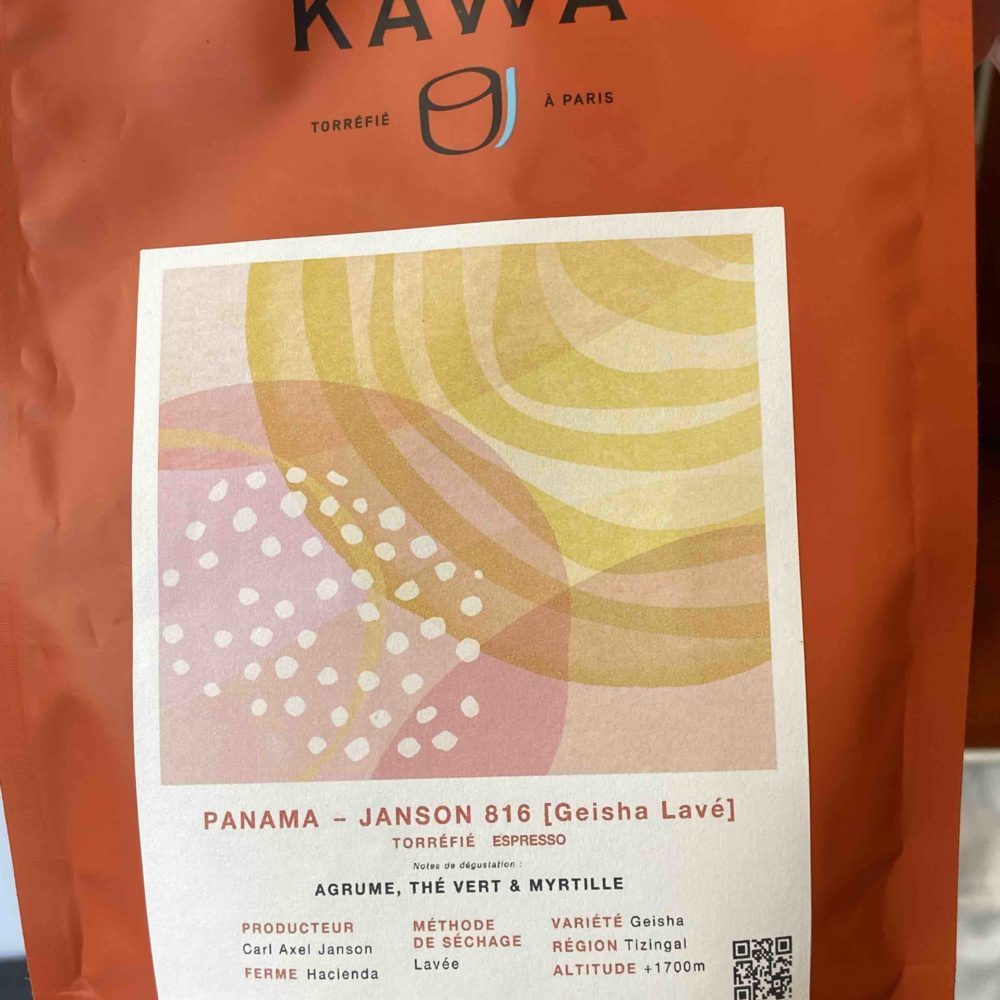 KAWA
TORRÉFIÉ À PARIS
PANAMA – JANSON 816 [Geisha Lavé]
TORRÉFIÉ ESPRESSO
Notes de dégustation :
AGRUME, THÉ VERT & MYRTILLE
PRODUCTEUR
Carl Axel Janson
FERME Hacienda
MÉTHODE
DE SÉCHAGE
Lavée
VARIÉTÉ Geisha
RÉGION Tizingal
ALTITUDE +1700m